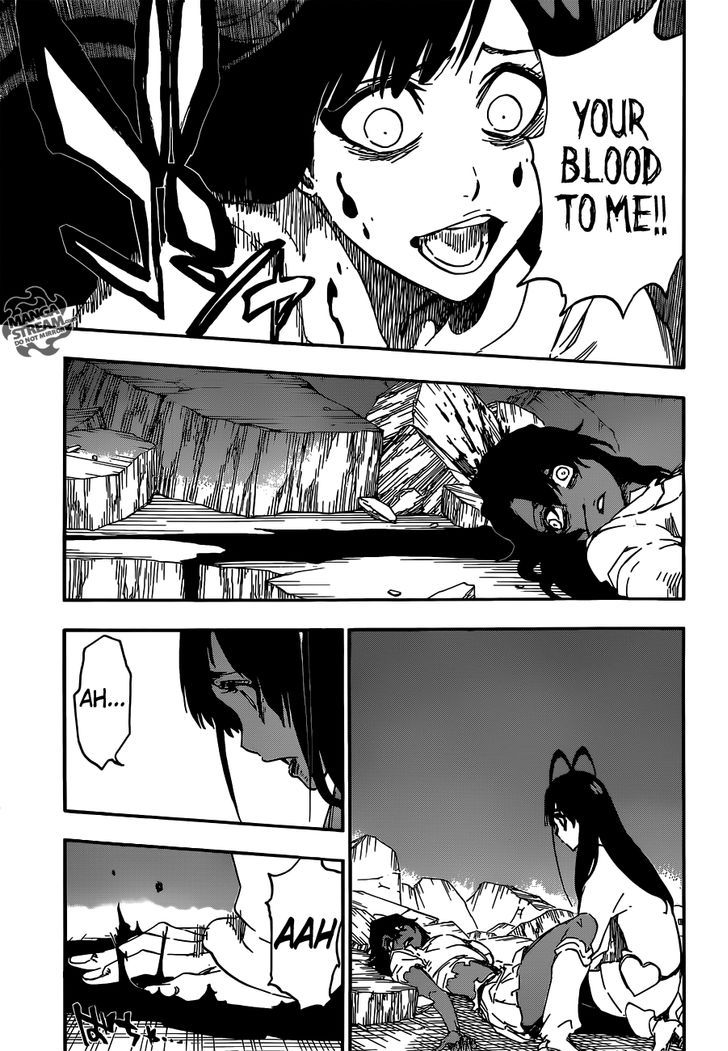 YOUR
BLOOD
TO ME!!
MANGA
STREAM
DO NOT MIRROR
AH...
AAH